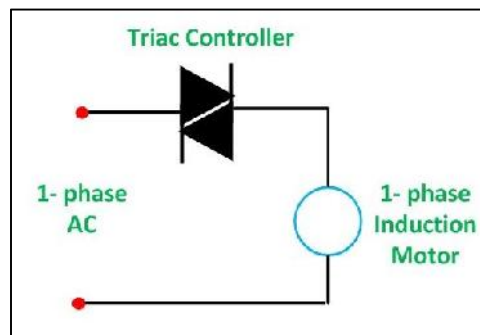 Triac Controller
1- phase
AC
1- phase
Induction
Motor